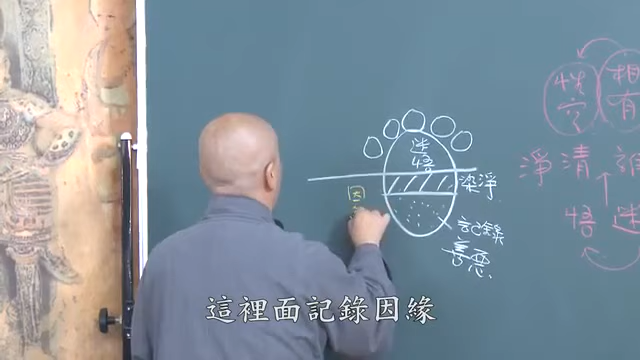 性 相
空 有
迷
悟
染淨
淨 清
因
記錄
悟 迷
善惡
這裡面記錄因緣